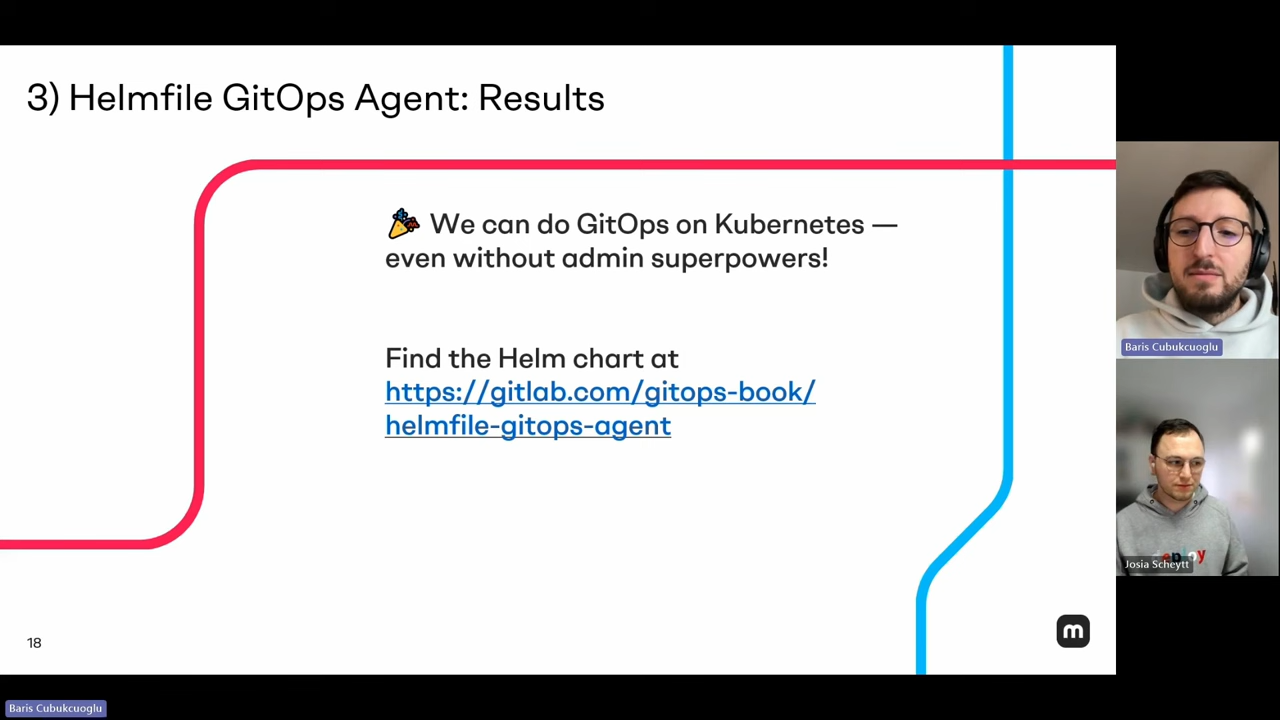 3) Helmfile GitOps Agent: Results
🎉 We can do GitOps on Kubernetes —
even without admin superpowers!
Find the Helm chart at
https://gitlab.com/gitops-book/
helmfile-gitops-agent
18
m
Baris Cubukcuoglu
Josia Scheytt
Baris Cubukcuoglu